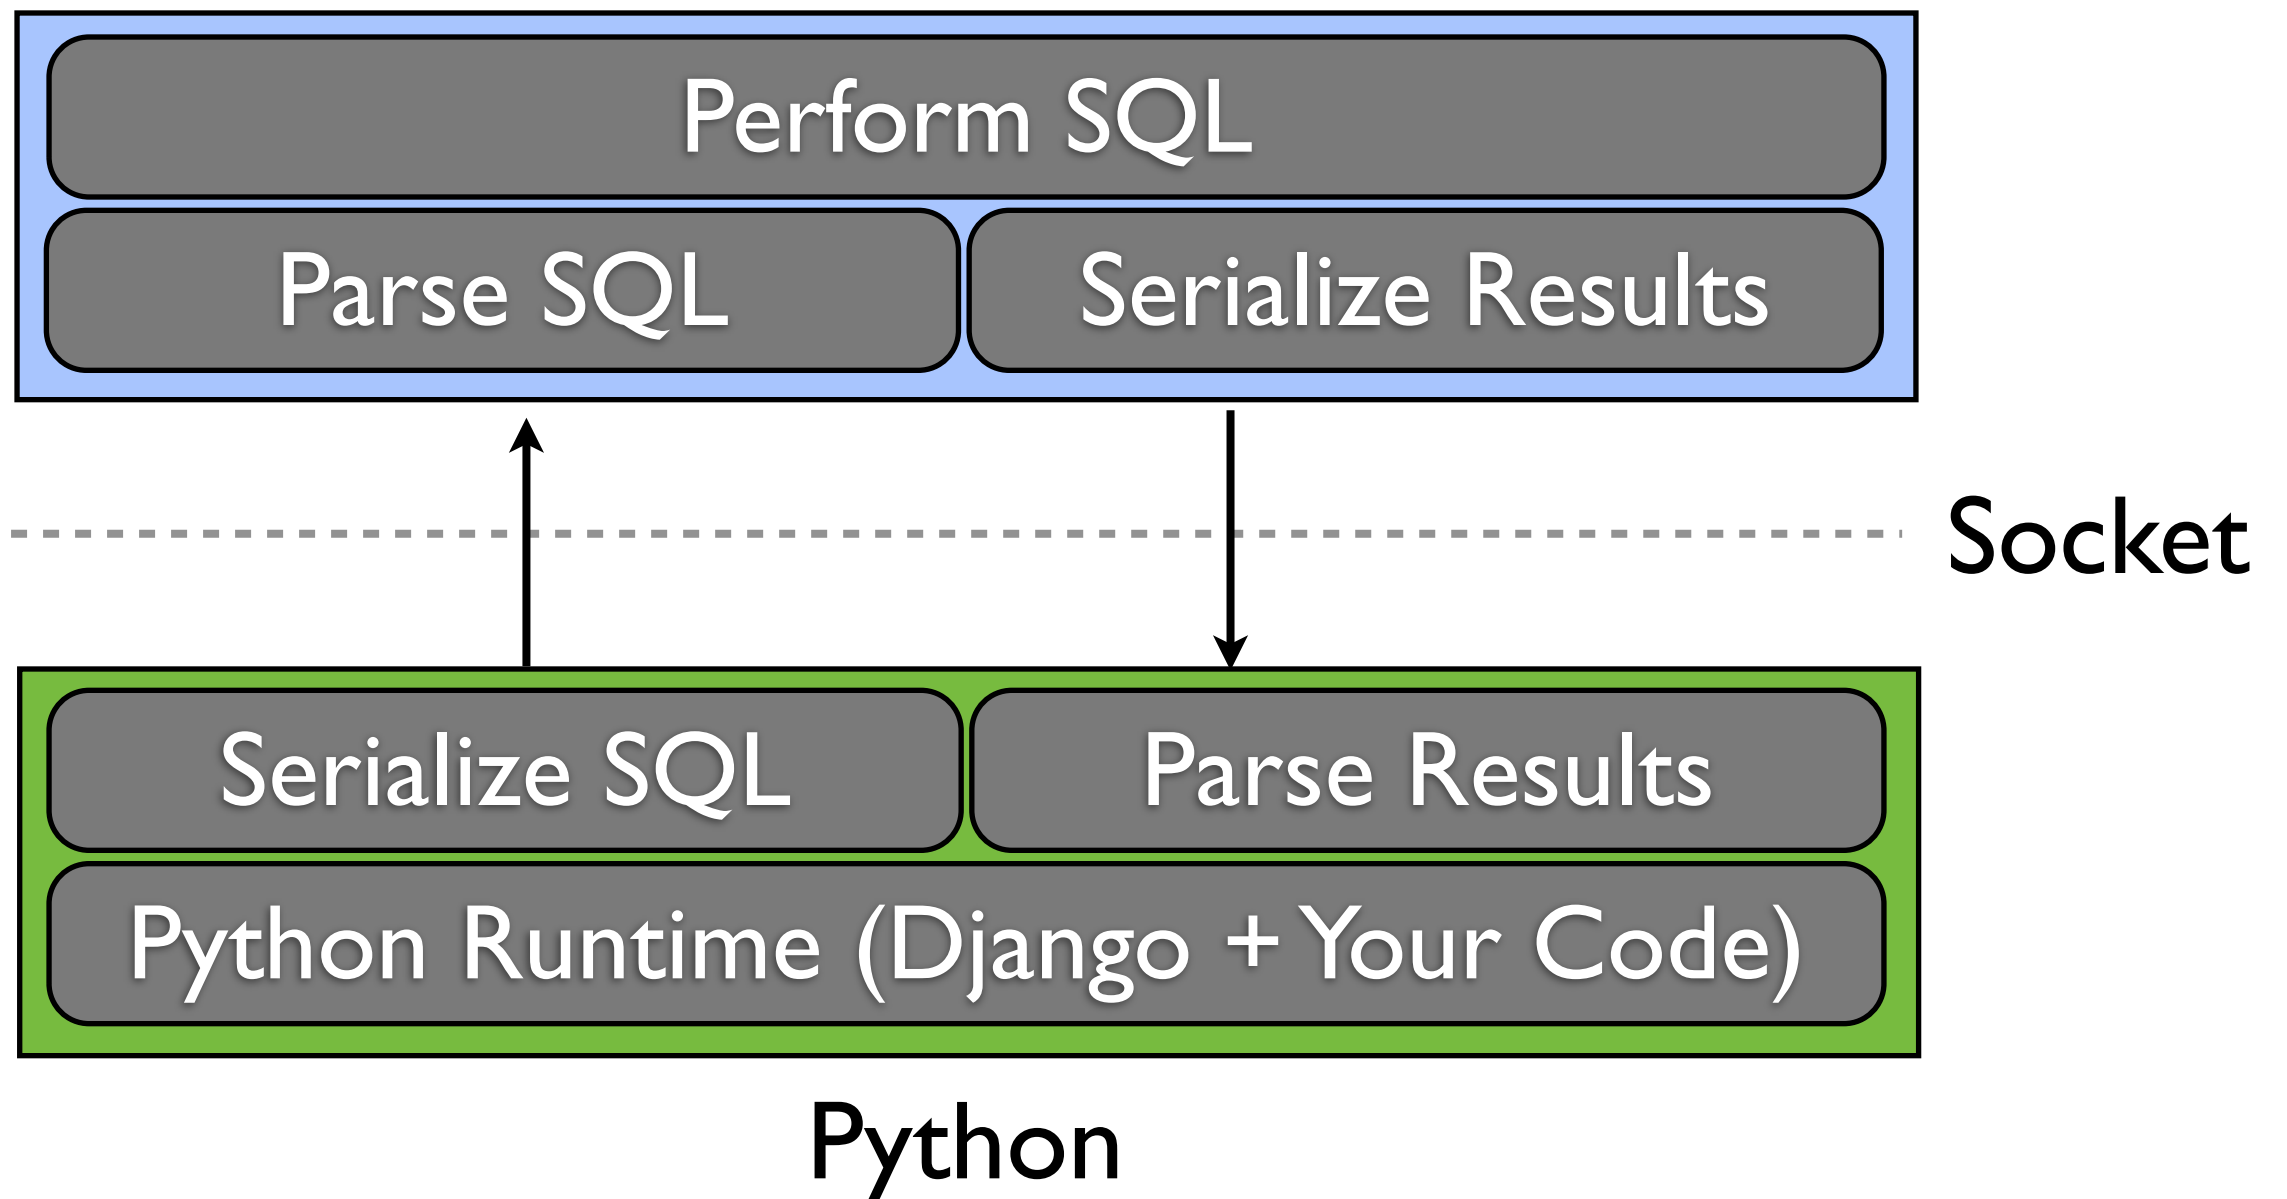 Perform SQL
Parse SQL
Serialize Results
Socket
Serialize SQL
Parse Results
Python Runtime (Django + Your Code)
Python